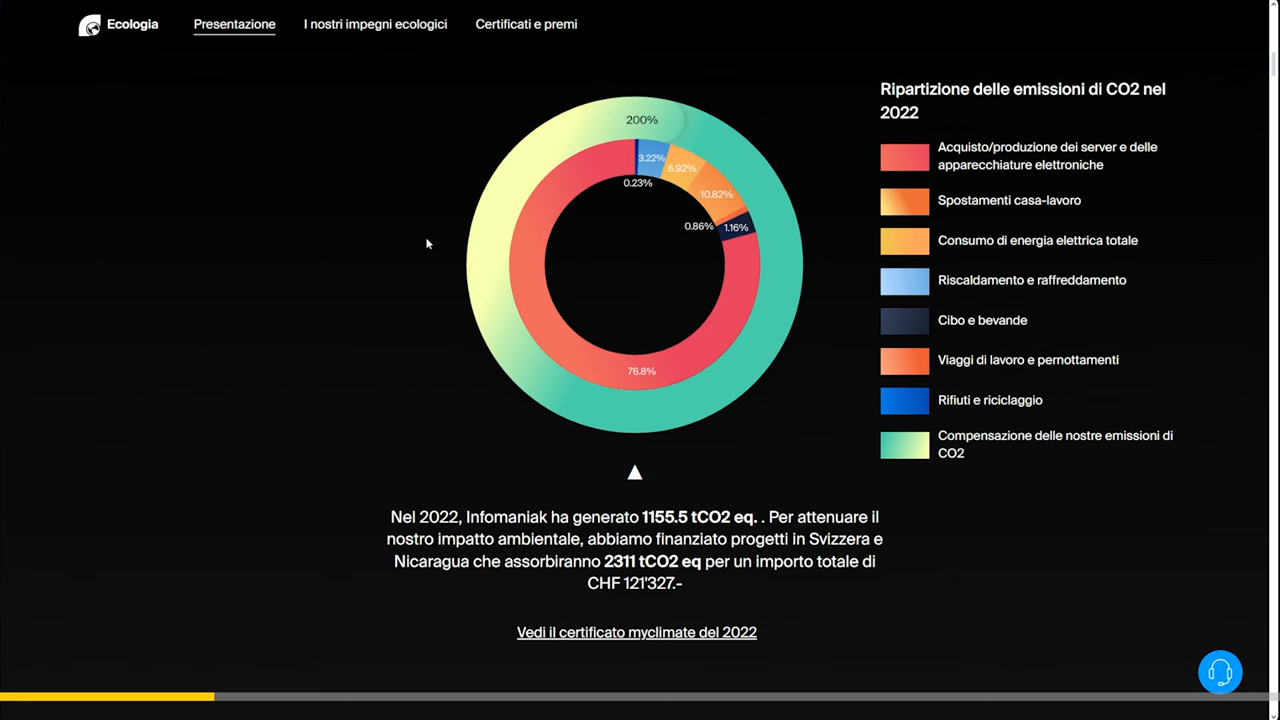 Ecologia
Presentazione
I nostri impegni ecologici
Certificati e premi
Ripartizione delle emissioni di CO2 nel
2022
200%
3.22%
6.92%
10.82%
0.23%
0.86%
1.16%
76.8%
Acquisto/produzione dei server e delle
apparecchiature elettroniche
Spostamenti casa-lavoro
Consumo di energia elettrica totale
Riscaldamento e raffreddamento
Cibo e bevande
Viaggi di lavoro e pernottamenti
Rifiuti e riciclaggio
Compensazione delle nostre emissioni di
CO2
Nel 2022, Infomaniak ha generato 1155.5 tCO2 eq. . Per attenuare il
nostro impatto ambientale, abbiamo finanziato progetti in Svizzera e
Nicaragua che assorbiranno 2311 tCO2 eq per un importo totale di
CHF 121'327.-
Vedi il certificato myclimate del 2022